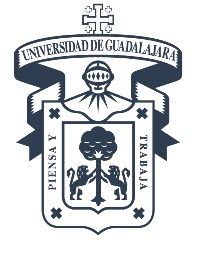 UNIVERSIDAD DE GUADALAJARA
PIENSA Y
TRABAJA